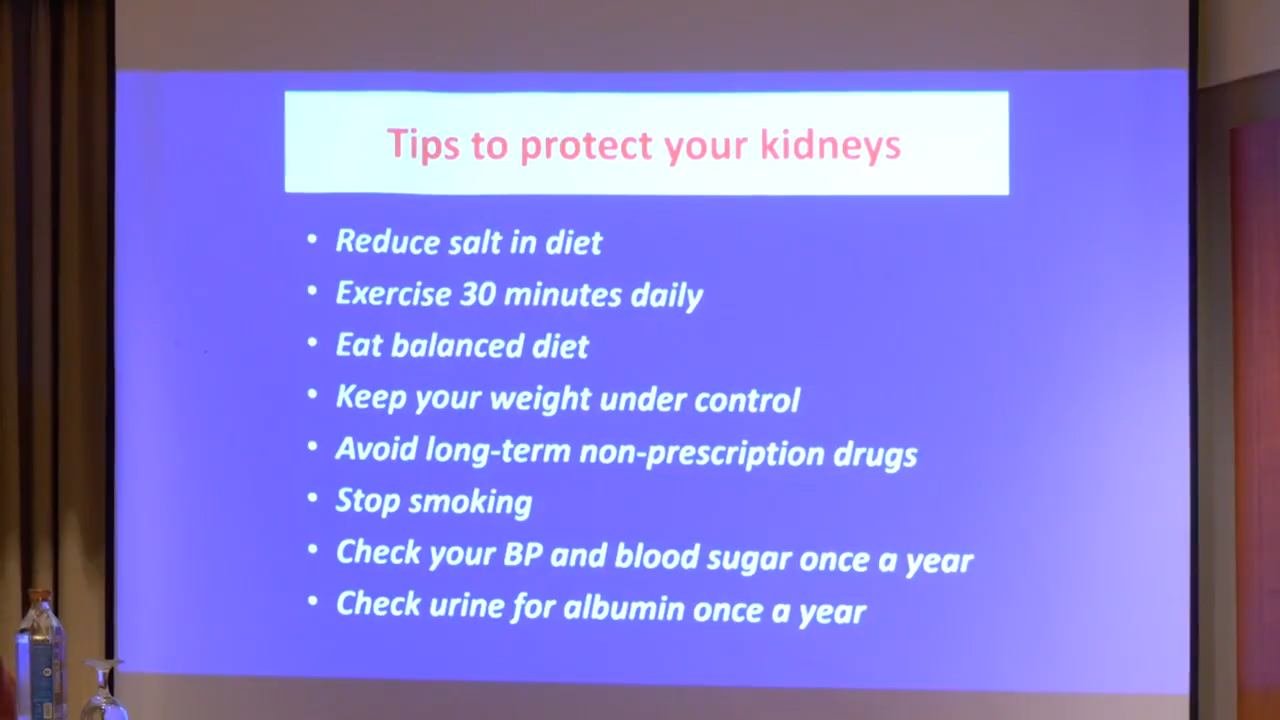 Tips to protect your kidneys
• Reduce salt in diet
• Exercise 30 minutes daily
• Eat balanced diet
• Keep your weight under control
• Avoid long-term non-prescription drugs
• Stop smoking
• Check your BP and blood sugar once a year
• Check urine for albumin once a year